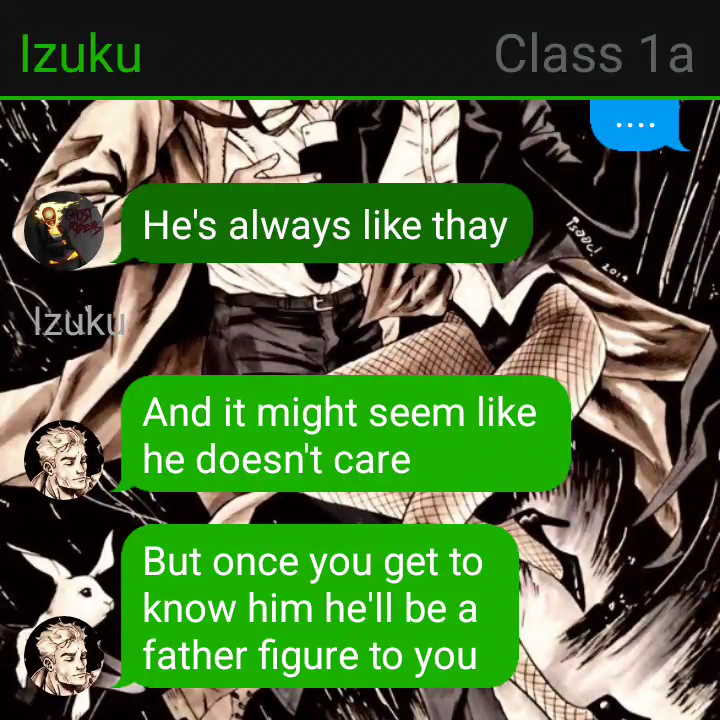 Izuku
Class 1a
....
He's always like thay
Izuku
And it might seem like
he doesn't care
But once you get to
know him he'll be a
father figure to you